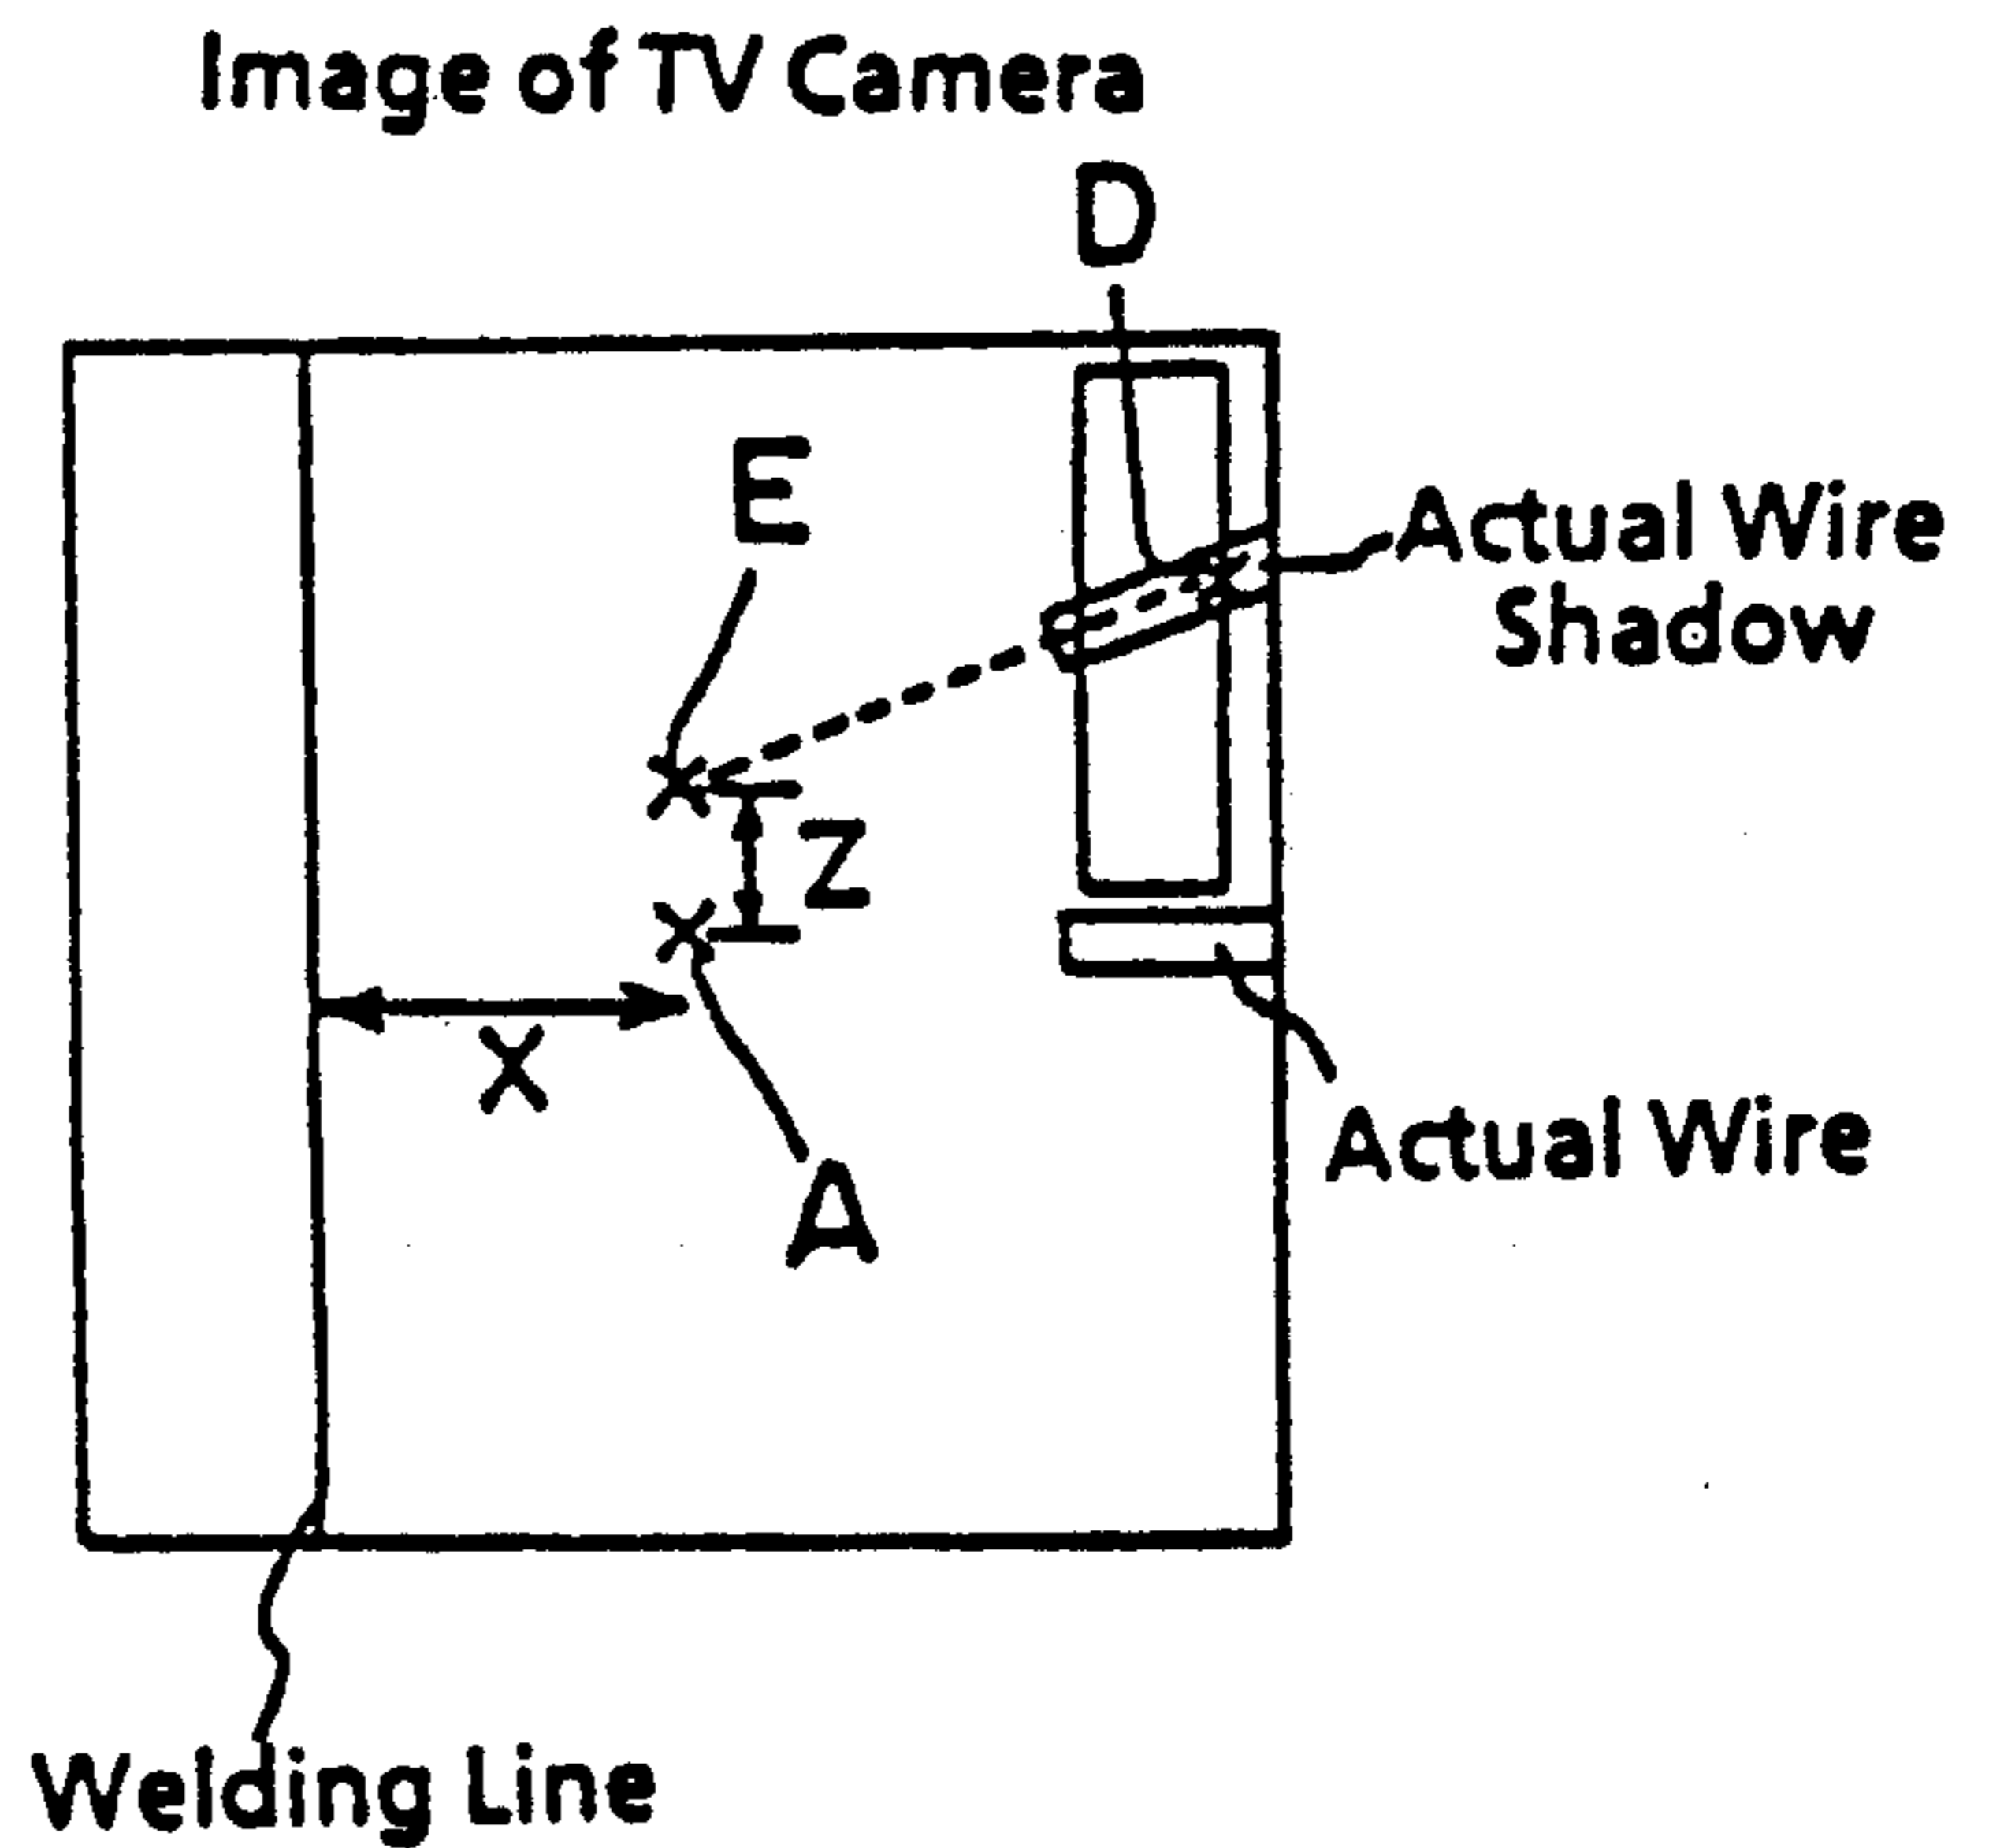 Image of TV Camera
D
E
Actual Wire
Shadow
Z
X
Actual Wire
A
Welding Line